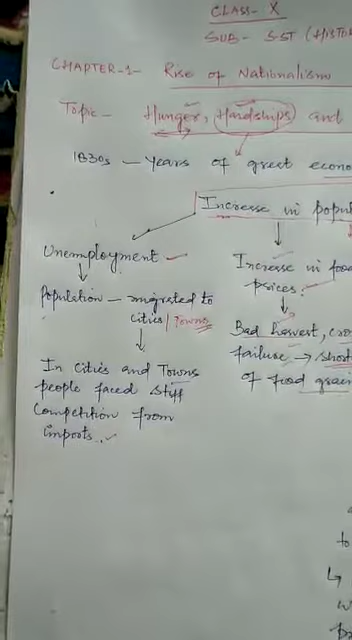 CLASS- X
SUB- S.ST (HISTO
CHAPTER-1- Rise of Nationalism
Topic- Hunger, Hardships and
1830s - Years of great econo
Increase in popul
Unemployment
Increase in food
prices.
Population - migrated to
cities/Towns
Bad harvest, crop
failure → short
of food grain
In Cities and Towns
people faced stiff
Competition from
imports.
to
w